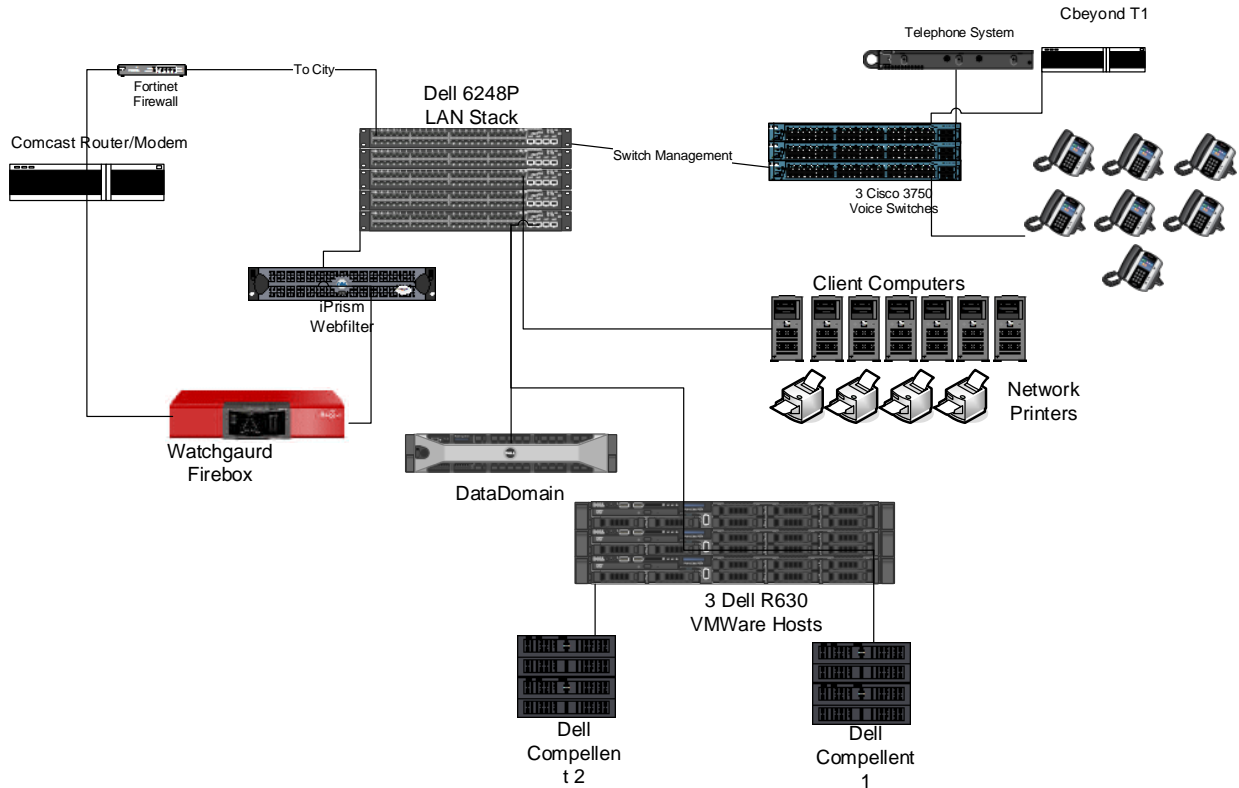 Cbeyond T1
Telephone System
To City
Fortinet
Firewall
Dell 6248P
LAN Stack
Comcast Router/Modem
Switch Management
3 Cisco 3750
Voice Switches
iPrism
Webfilter
Client Computers
Network
Printers
Watchgaurd
Firebox
DataDomain
3 Dell R630
VMWare Hosts
Dell
Compellen
t 2
Dell
Compellent
1